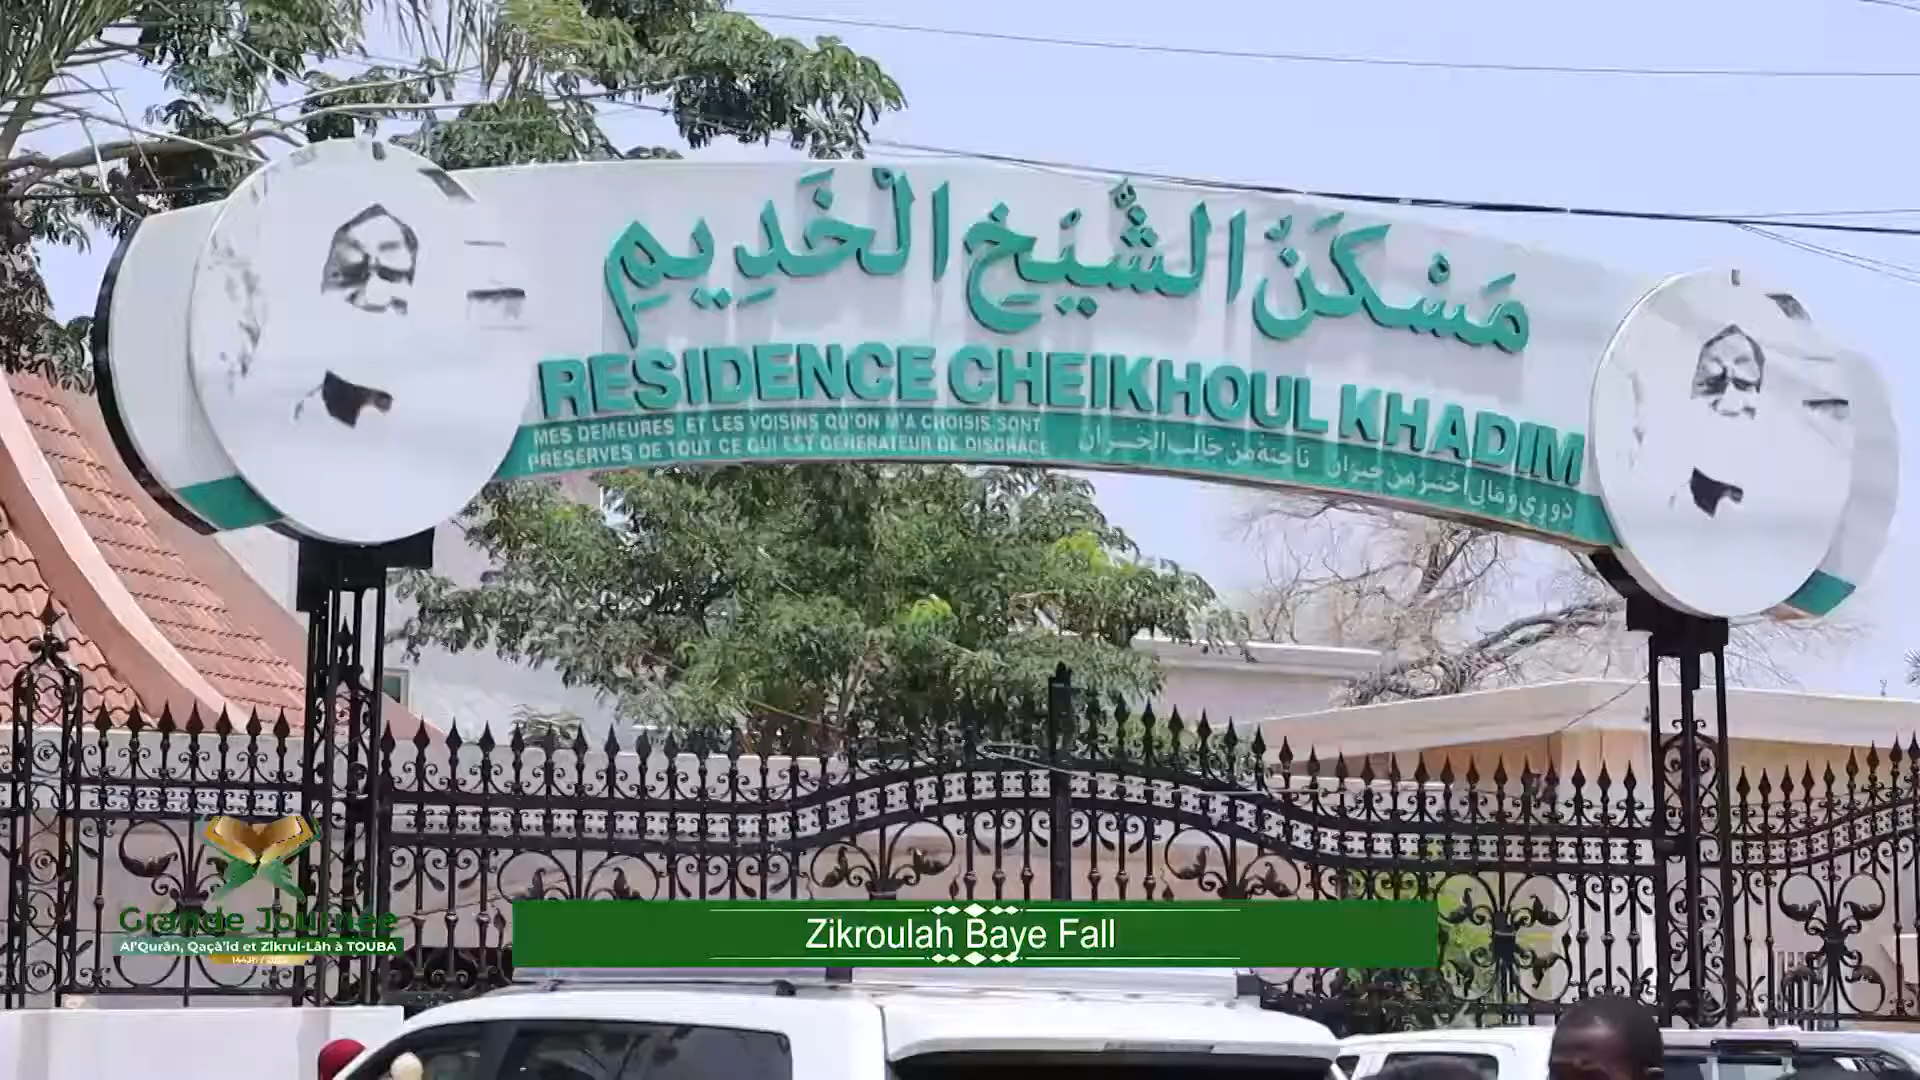 مَسْكَنُ الشَّيْخِ الْخَدِيمِ
RESIDENCE CHEIKHOUL KHADIM
MES DEMEURES ET LES VOISINS QU'ON M'A CHOISIS SONT
PRESERVES DE TOUT CE QUI EST GENERATEUR DE DISGRACE
Grande Journée
Al'Qurân, Qaçâ'id et Zikrul-Lâh à TOUBA
Zikroulah Baye Fall